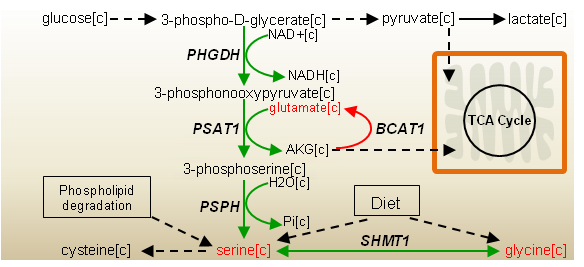 glucose[c] 3-phospho-D-glycerate[c] pyruvate[c] lactate[c]
NAD+[c]
PHGDH
NADH[c]
3-phosphonooxypyruvate[c]
glutamate[c]
PSAT1 BCAT1 TCA Cycle
AKG[c]
3-phosphoserine[c]
H2O[c]
Phospholipid
degradation
PSPH Diet
Pi[c]
SHMT1
cysteine[c] serine[c] glycine[c]